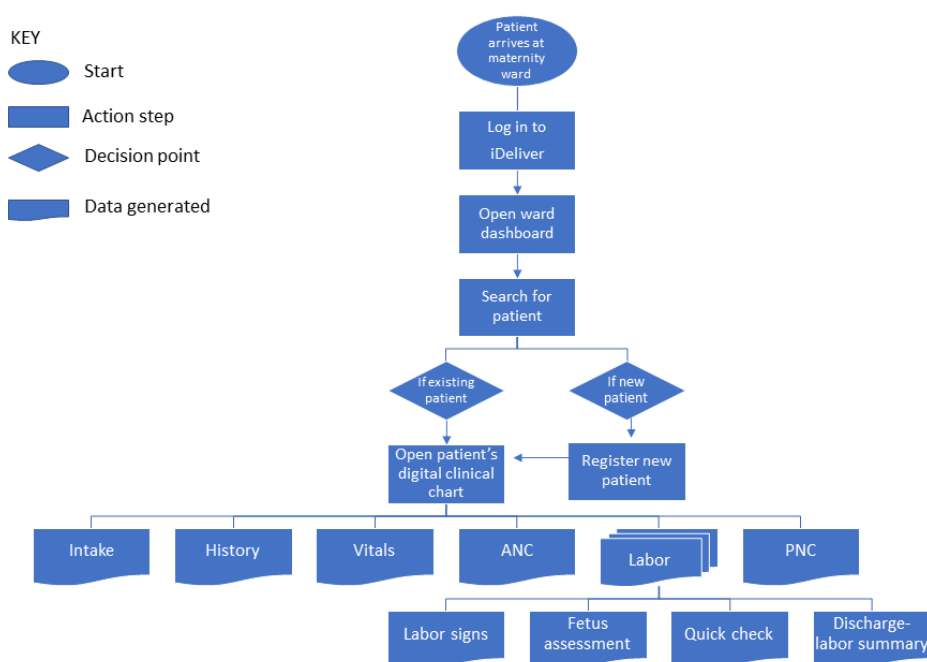 KEY
Start
Action step
Decision point
Data generated
Patient
arrives at
maternity
ward
Log in to
iDeliver
Open ward
dashboard
Search for
patient
If existing
patient
If new
patient
Open patient's
digital clinical
chart
Register new
patient
Intake
History
Vitals
ANC
Labor
PNC
Labor signs
Fetus
assessment
Quick check
Discharge-
labor summary